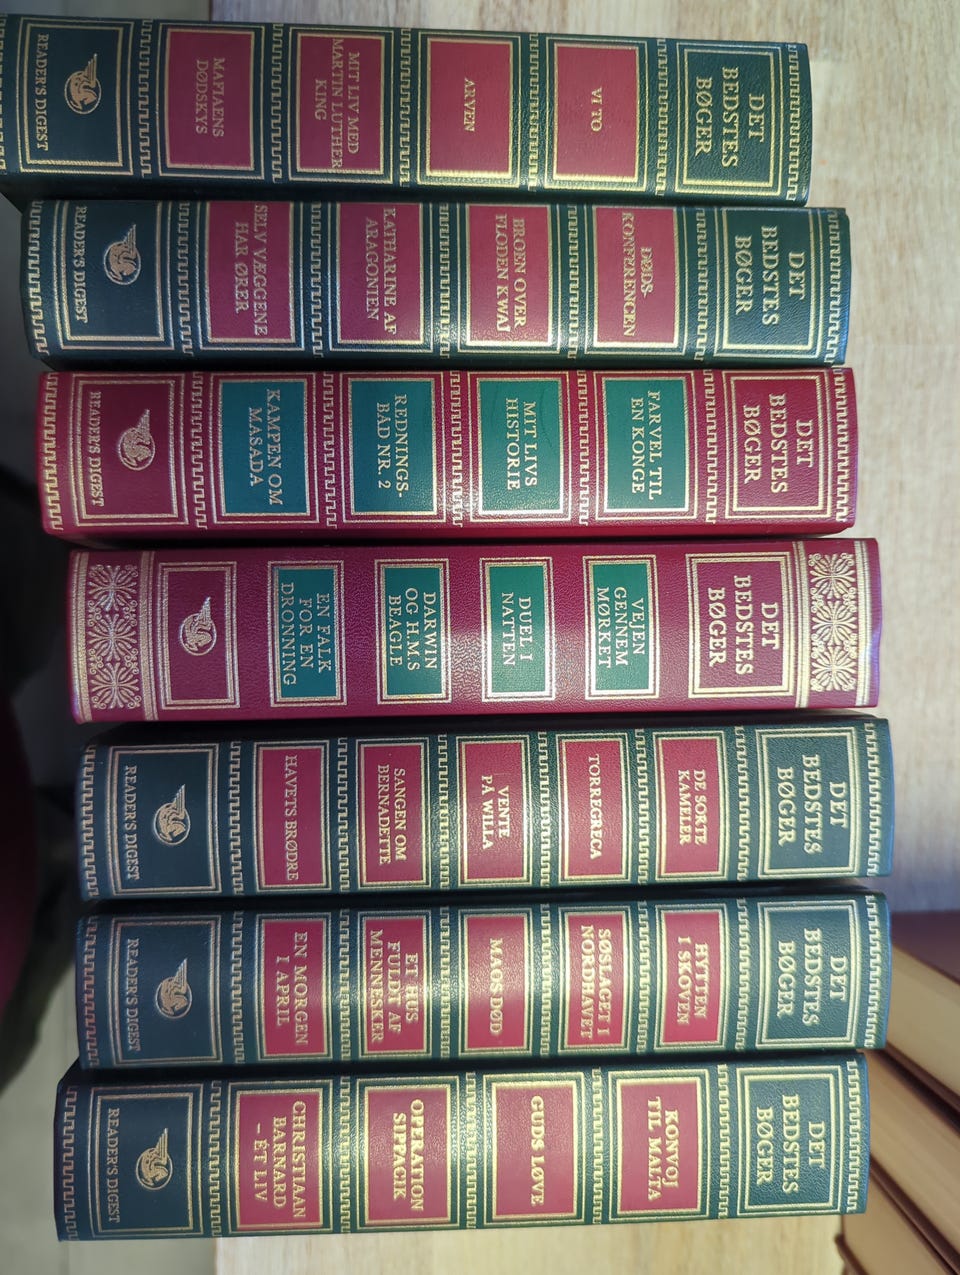 DET
BEDSTES
BØGER
VI TO
ARVEN
MIT LIV MED
MARTIN LUTHER
KING
MAFIAENS
DØDSKYS
READER'S DIGEST
DET
BEDSTES
BØGER
DØDS-
KONFERENCEN
BROEN OVER
FLODEN KWAJ
KATHARINE AF
ARAGONIEN
SELV VÆGGENE
HAR ØRER
READER'S DIGEST
DET
BEDSTES
BØGER
FARVEL TIL
EN KONGE
MIT LIVS
HISTORIE
REDNINGS-
BÅD NR. 2
KAMPEN OM
MASADA
READER'S DIGEST
DET
BEDSTES
BØGER
VEJEN
GENNEM
MØRKET
DUEL I
NATTEN
DARWIN
OG H.M.S
BEAGLE
EN FALK
FOR EN
DRONNING
DET
BEDSTES
BØGER
DE SORTE
KAMELER
TORREGRECA
VENTE
PÅ WILLA
SANGEN OM
BERNADETTE
HAVETS BRØDRE
READER'S DIGEST
DET
BEDSTES
BØGER
HYTTEN
I SKOVEN
SØSLAGET I
NORDHAVET
MAGS DØD
ET HUS
FULDT AF
MENNESKER
EN MORGEN
I APRIL
READER'S DIGEST
DET
BEDSTES
BØGER
KONVOJ
TIL MALTA
GUDS LØVE
OPERATION
SIPPACIK
CHRISTIAAN
BARNARD
– ÉT LIV
READER'S DIGEST